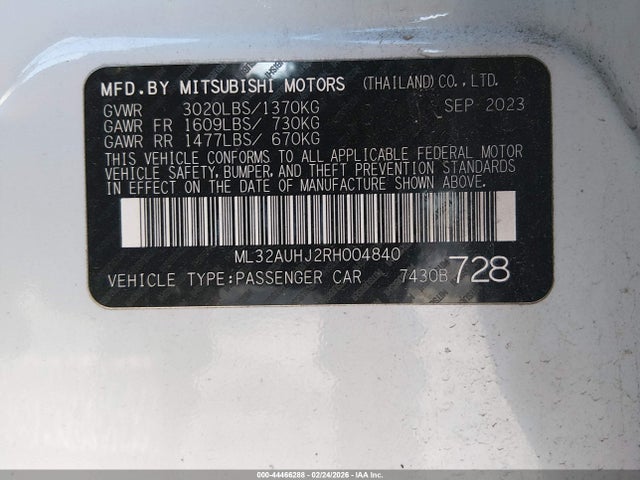 MFD.BY MITSUBISHI MOTORS (THAILAND)CO.,LTD.
GVWR 3020LBS/1370KG SEP 2023
GAWR FR 1609LBS/ 730KG
GAWR RR 1477LBS/ 670KG
THIS VEHICLE CONFORMS TO ALL APPLICABLE FEDERAL MOTOR
VEHICLE SAFETY, BUMPER, AND THEFT PREVENTION STANDARDS
IN EFFECT ON THE DATE OF MANUFACTURE SHOWN ABOVE.
ML32AUHJ2RH004840
VEHICLE TYPE:PASSENGER CAR 7430B 728
000-44466288 - 02/24/2026 - IAAI.COM